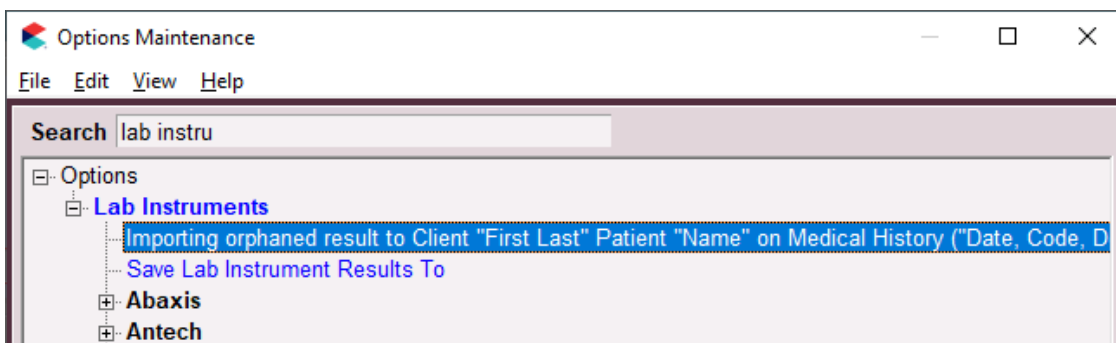 Options Maintenance
File Edit View Help
Search lab instru
Options
Lab Instruments
Importing orphaned result to Client "First Last" Patient "Name" on Medical History ("Date, Code, D
Save Lab Instrument Results To
Abaxis
Antech